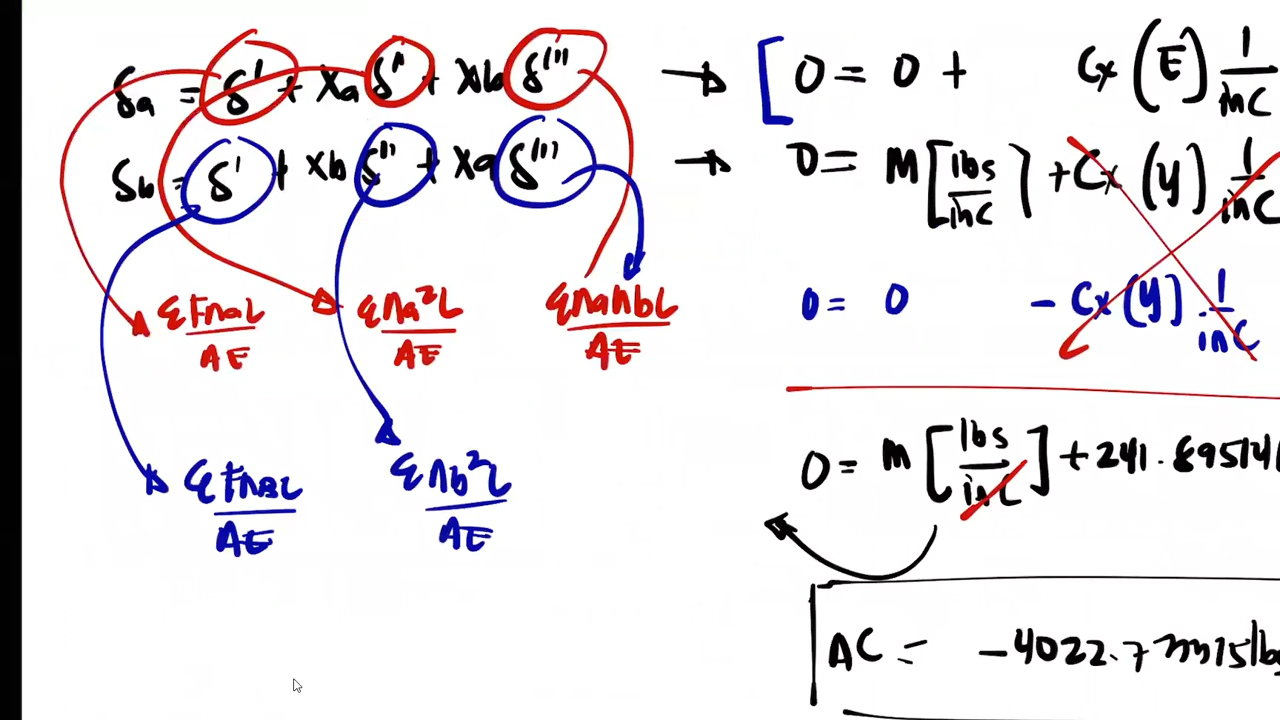 δa = δ' + Xa δ'' + Xb δ''' → [ 0 = 0 + Cx (E) 1/inC
δb = δ' + Xb δ'' + Xa δ''' → 0 = M [lbs/inC] + Cx (Y) 1/inC
0 = 0 - Cx (Y) 1/inC
ΣFnaL/AE Σna²L/AE ΣnanbL/AE
0 = M [lbs/inC] + 241.89514
ΣFnBL/AE Σnb²L/AE
AC = -4022.7